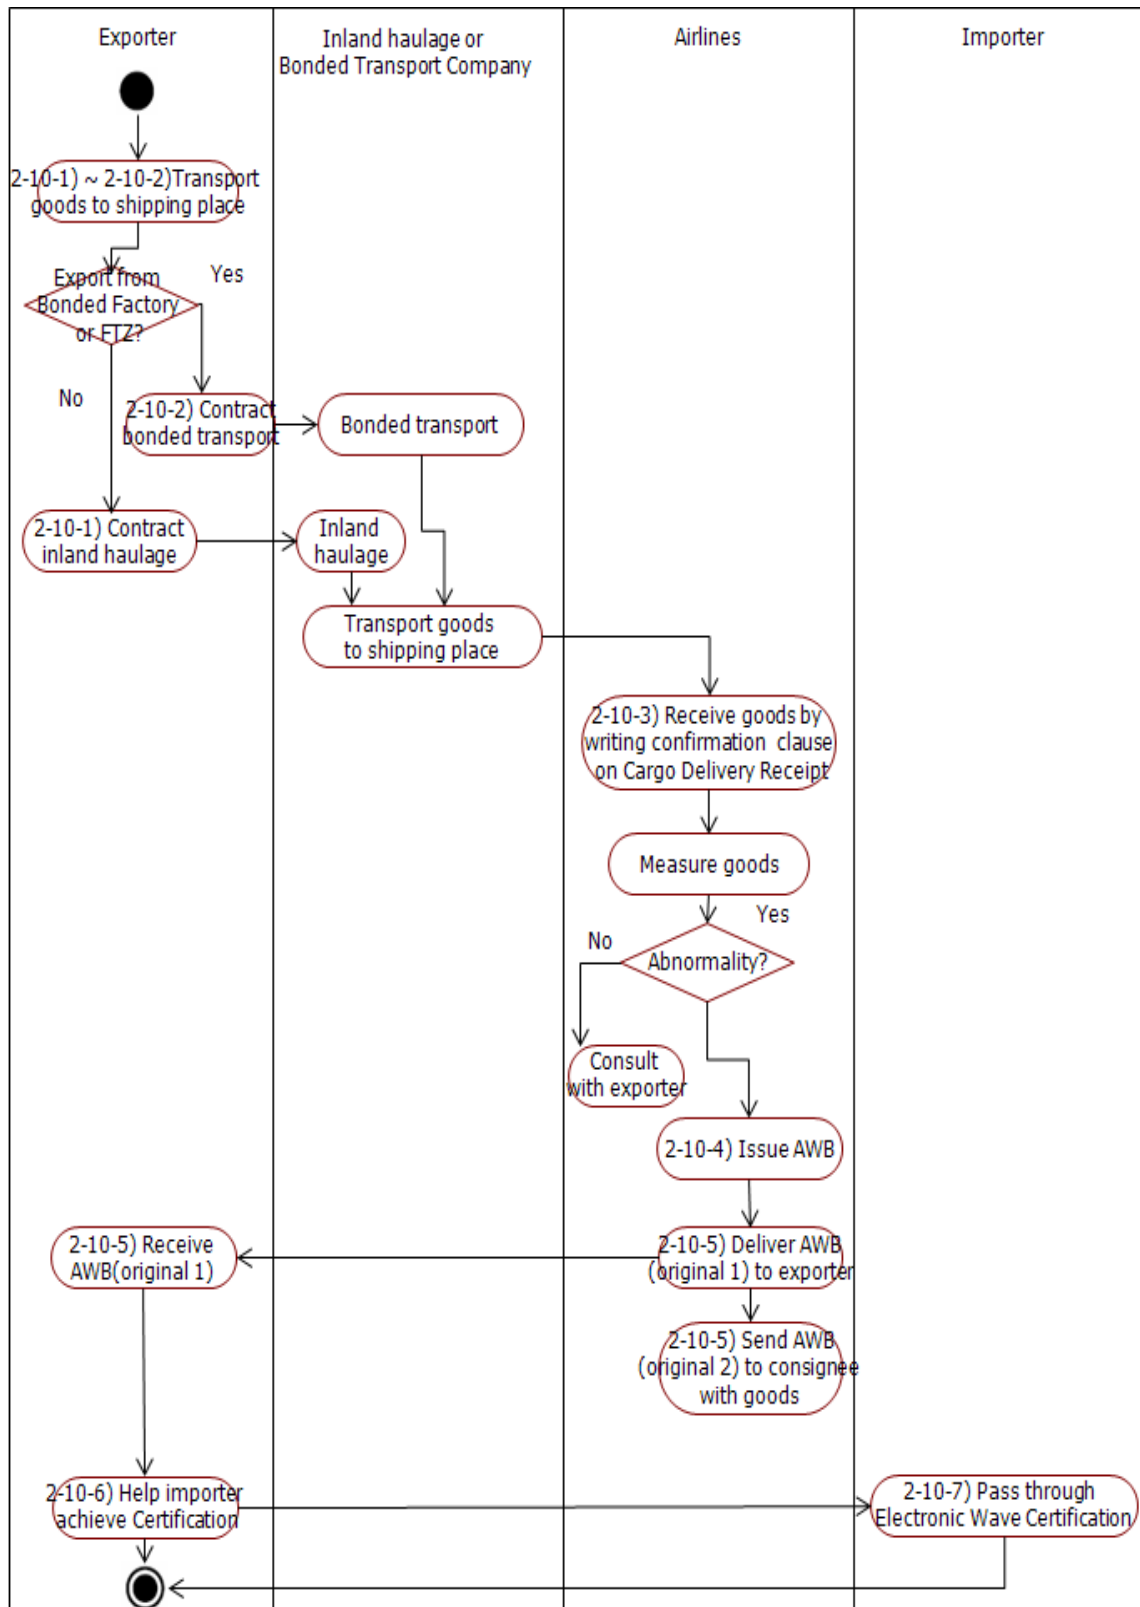 Exporter
Inland haulage or
Bonded Transport Company
Airlines
Importer
2-10-1) ~ 2-10-2)Transport
goods to shipping place
Export from
Bonded Factory
or FTZ?
Yes
No
2-10-2) Contract
bonded transport
Bonded transport
2-10-1) Contract
inland haulage
Inland
haulage
Transport goods
to shipping place
2-10-3) Receive goods by
writing confirmation clause
on Cargo Delivery Receipt
Measure goods
Yes
No
Abnormality?
Consult
with exporter
2-10-4) Issue AWB
2-10-5) Receive
AWB(original 1)
2-10-5) Deliver AWB
(original 1) to exporter
2-10-5) Send AWB
(original 2) to consignee
with goods
2-10-6) Help importer
achieve Certification
2-10-7) Pass through
Electronic Wave Certification